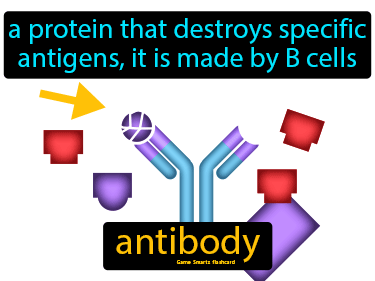 a protein that destroys specific
antigens, it is made by B cells
antibody
Game Smartz flashcard